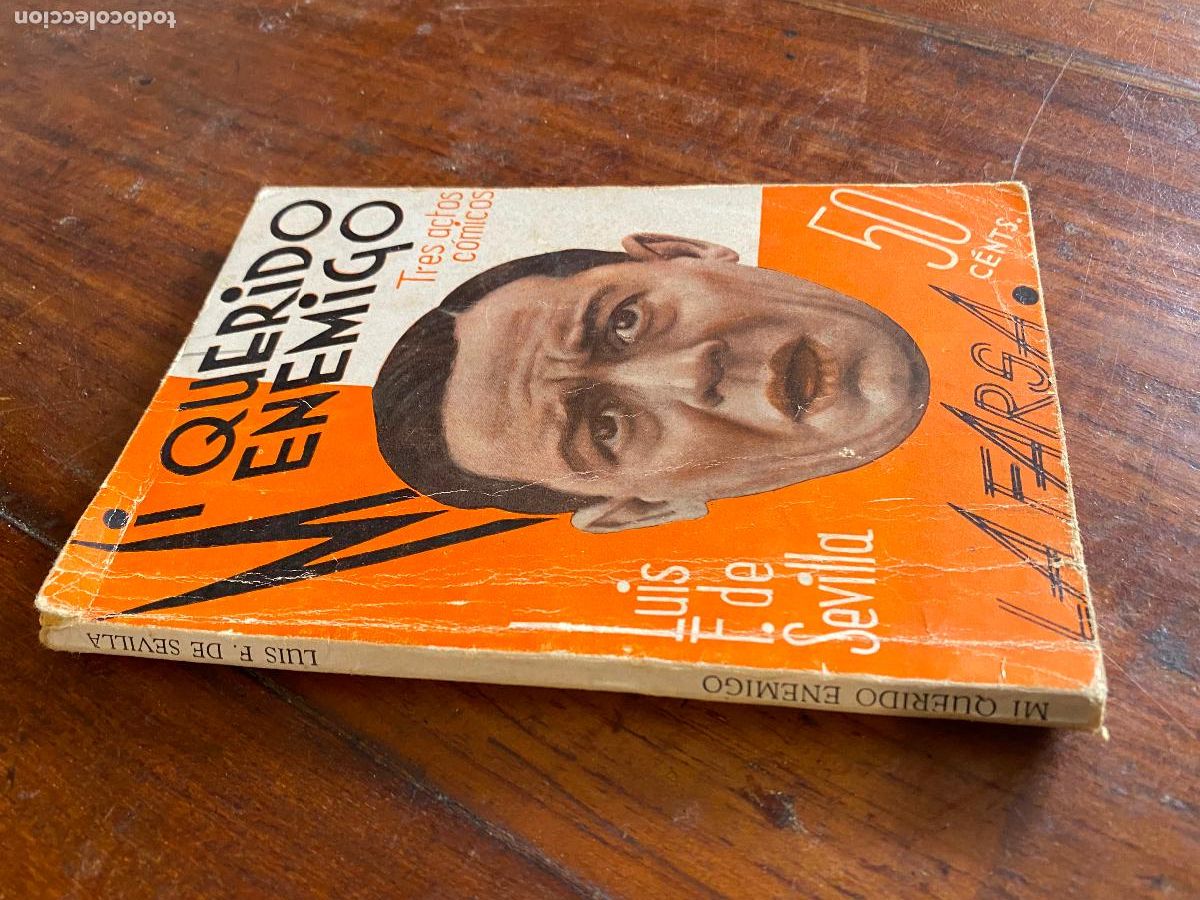 todocoleccion
Mi
QUERIDO
ENEMIGO
Tres actos
cómicos
50
CÉNTS.
Luis
F. de
Sevilla
LA FARSA
LUIS F. DE SEVILLA
MI QUERIDO ENEMIGO